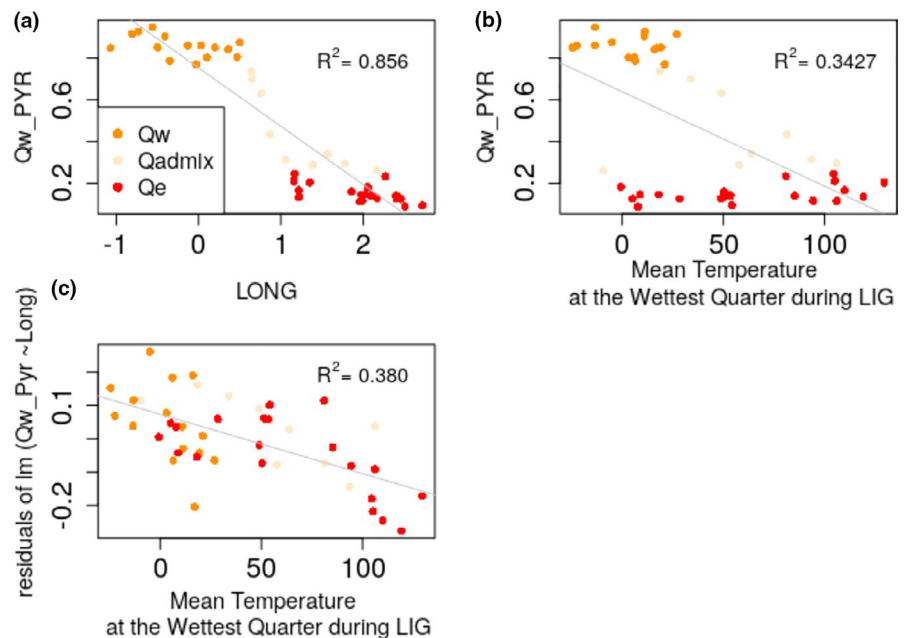 (a)
Qw_PYR
0.6
0.2
R² = 0.856
Qw
Qadmix
Qe
-1 0 1 2
LONG
(b)
Qw_PYR
0.6
0.2
R² = 0.3427
0 50 100
Mean Temperature
at the Wettest Quarter during LIG
(c)
residuals of lm (Qw_Pyr ~Long)
0.1
-0.2
R² = 0.380
0 50 100
Mean Temperature
at the Wettest Quarter during LIG